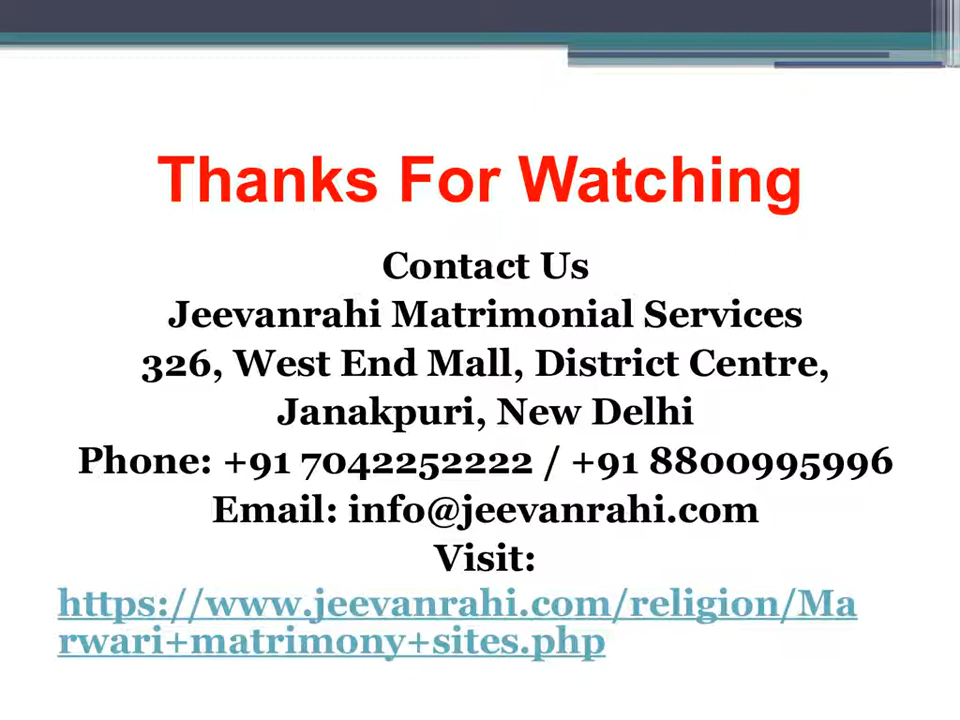 Thanks For Watching
Contact Us
Jeevanrahi Matrimonial Services
326, West End Mall, District Centre,
Janakpuri, New Delhi
Phone: +91 7042252222 / +91 8800995996
Email: info@jeevanrahi.com
Visit:
https://www.jeevanrahi.com/religion/Ma
rwari+matrimony+sites.php